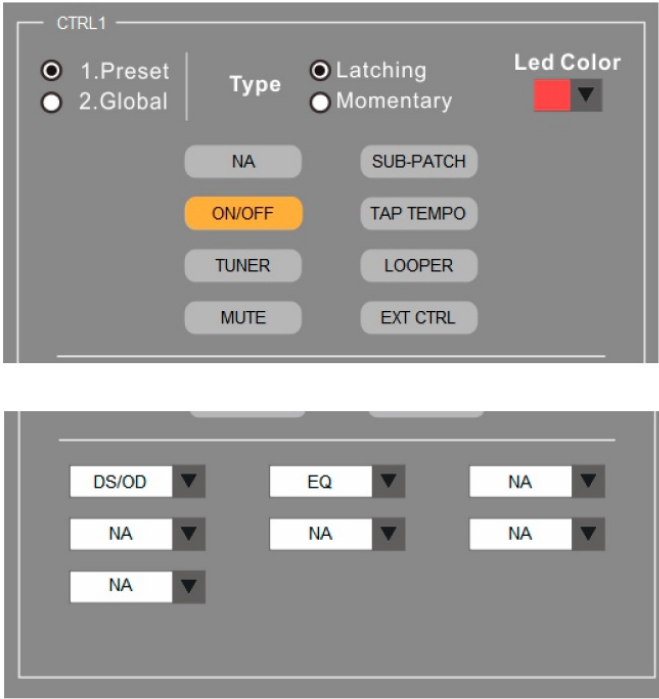 CTRL1
1.Preset
2.Global
Type
Latching
Momentary
Led Color
NA
SUB-PATCH
ON/OFF
TAP TEMPO
TUNER
LOOPER
MUTE
EXT CTRL
DS/OD
EQ
NA
NA
NA
NA
NA